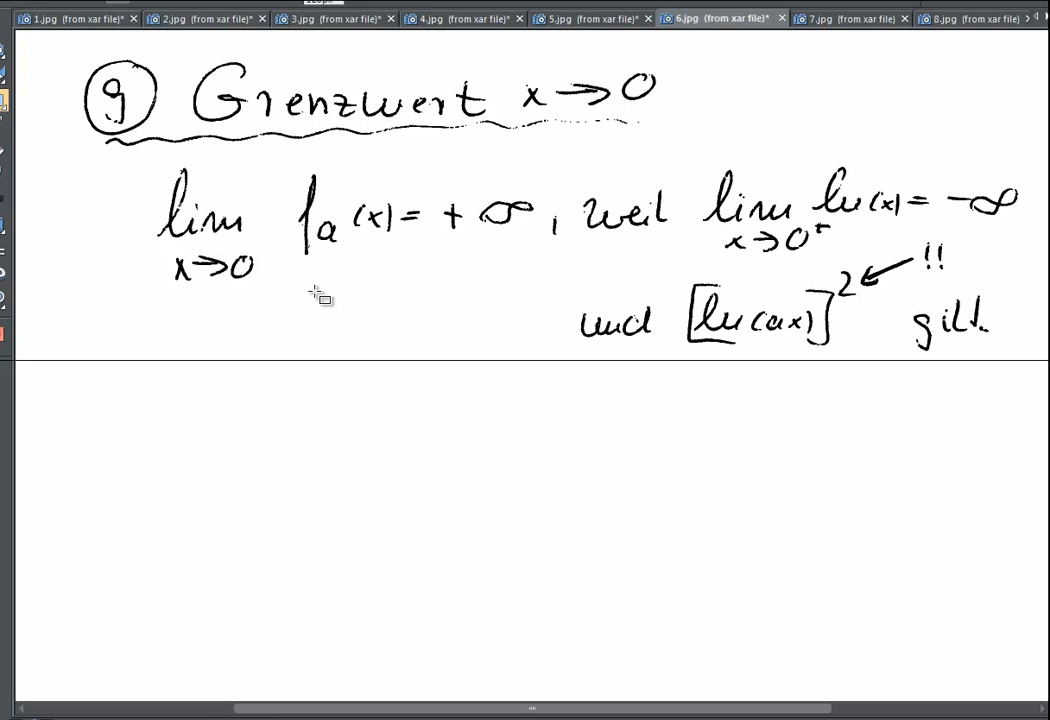 1.jpg (from xar file)* 2.jpg (from xar file)* 3.jpg (from xar file)* 4.jpg (from xar file)* 5.jpg (from xar file)* 6.jpg (from xar file)* 7.jpg (from xar file) 8.jpg (from xar file)
g Grenzwert x→0
lim x→0 fa(x) = +∞, weil lim x→0⁺ ln(x) = -∞
!!
und [ln(ax)]² gilt.